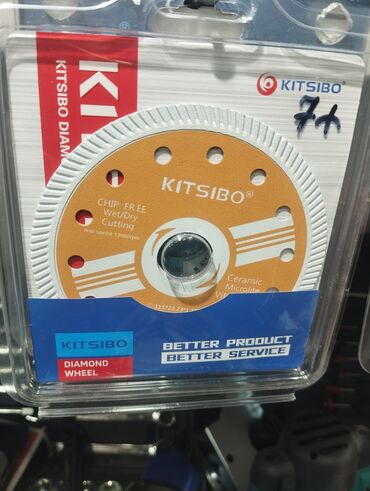 KITSIBO
KITSIBO DIAM
KI
7+
KITSIBO®
CHIP FREE
Wet/Dry
Cutting
Ceramic
KITSIBO
DIAMOND
WHEEL
BETTER PRODUCT
BETTER SERVICE